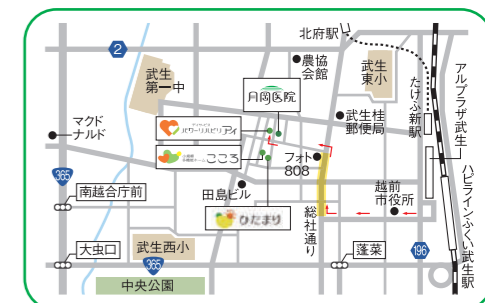 北府駅
2
農協
会館
武生
東小
武生
第一中
月岡医院
たけふ新駅
アルプラザ武生
マクド
ナルド
デイサービス
パワーリハビリアイ
武生桂
郵便局
こころ
フォト
808
365
南越合庁前
田島ビル
越前
市役所
ハピラインふくい武生駅
ひだまり
総社通り
大虫口
武生西小
365
蓬莱
196
中央公園